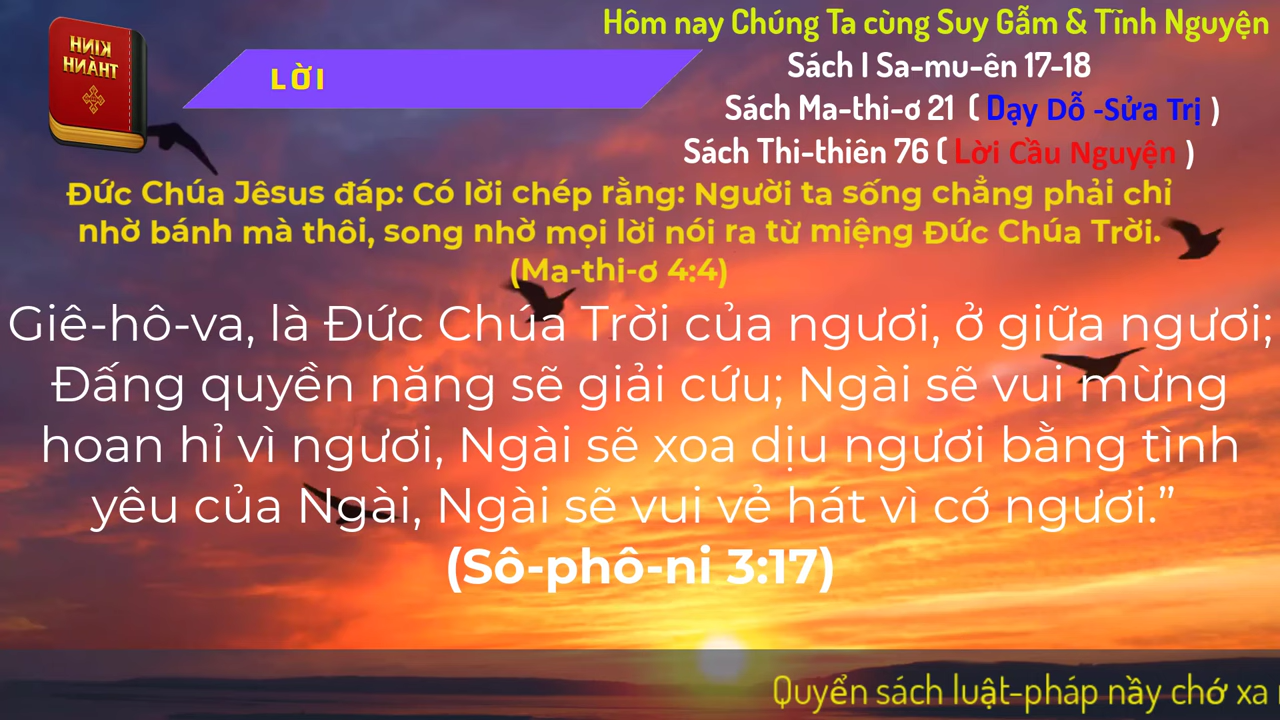 KINH
THÁNH
LỜI
Hôm nay Chúng Ta cùng Suy Gẫm & Tĩnh Nguyện
Sách I Sa-mu-ên 17-18
Sách Ma-thi-ơ 21 ( Dạy Dỗ -Sửa Trị )
Sách Thi-thiên 76 ( Lời Cầu Nguyện )
Đức Chúa Jêsus đáp: Có lời chép rằng: Người ta sống chẳng phải chỉ
nhờ bánh mà thôi, song nhờ mọi lời nói ra từ miệng Đức Chúa Trời.
(Ma-thi-ơ 4:4)
Giê-hô-va, là Đức Chúa Trời của ngươi, ở giữa ngươi;
Đấng quyền năng sẽ giải cứu; Ngài sẽ vui mừng
hoan hỉ vì ngươi, Ngài sẽ xoa dịu ngươi bằng tình
yêu của Ngài, Ngài sẽ vui vẻ hát vì cớ ngươi.”
(Sô-phô-ni 3:17)
Quyển sách luật-pháp nầy chớ xa